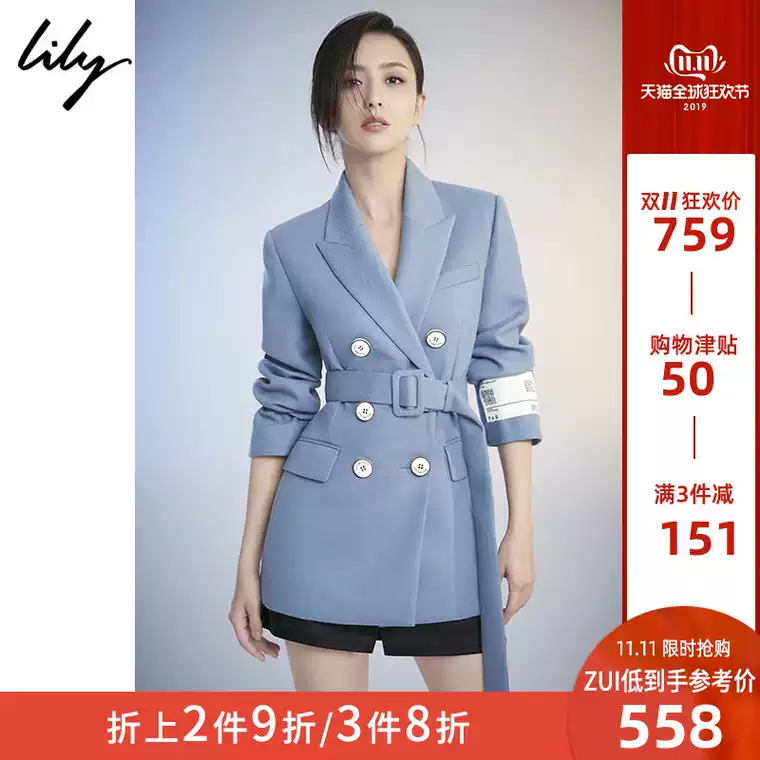 lily
11.11
天猫全球狂欢节
2019
双11狂欢价
759
购物津贴
50
满3件减
151
11.11 限时抢购
ZUI低到手参考价
558
折上2件9折/3件8折